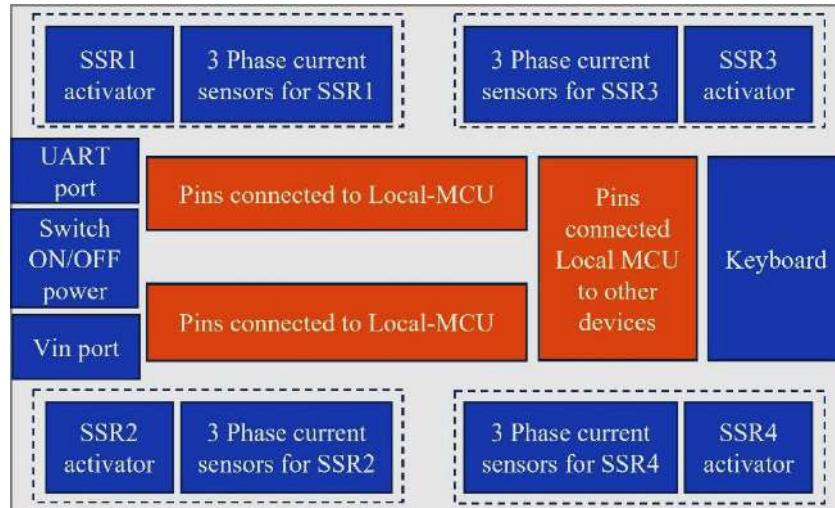 SSR1
activator
3 Phase current
sensors for SSR1
3 Phase current
sensors for SSR3
SSR3
activator
UART
port
Switch
ON/OFF
power
Vin port
Pins connected to Local-MCU
Pins connected to Local-MCU
Pins
connected
Local MCU
to other
devices
Keyboard
SSR2
activator
3 Phase current
sensors for SSR2
3 Phase current
sensors for SSR4
SSR4
activator